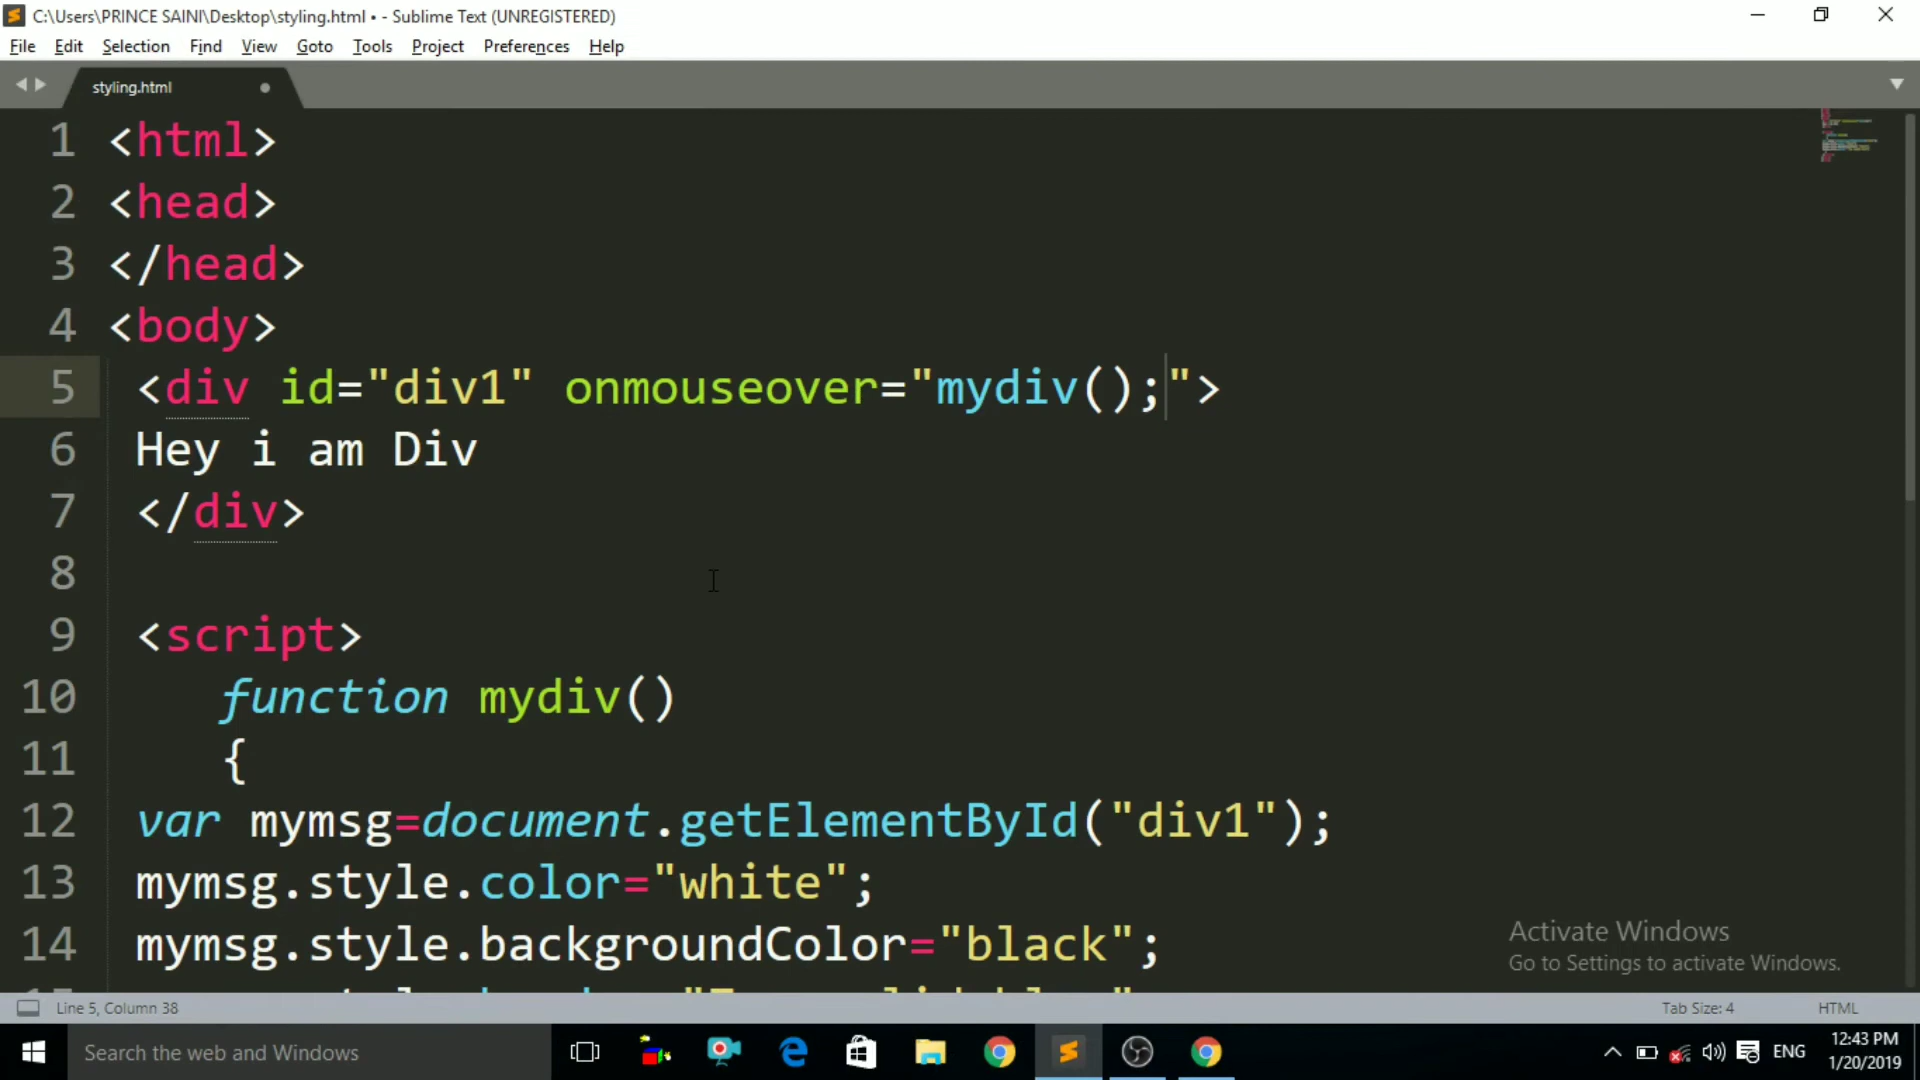 C:\Users\PRINCE SAINI\Desktop\styling.html • - Sublime Text (UNREGISTERED)
File Edit Selection Find View Goto Tools Project Preferences Help
styling.html
1 <html>
2 <head>
3 </head>
4 <body>
5 <div id="div1" onmouseover="mydiv();">
6 Hey i am Div
7 </div>
8
9 <script>
10 function mydiv()
11 {
12 var mymsg=document.getElementById("div1");
13 mymsg.style.color="white";
14 mymsg.style.backgroundColor="black";
Activate Windows
Go to Settings to activate Windows.
Line 5, Column 38 Tab Size: 4 HTML
Search the web and Windows
ENG
12:43 PM
1/20/2019